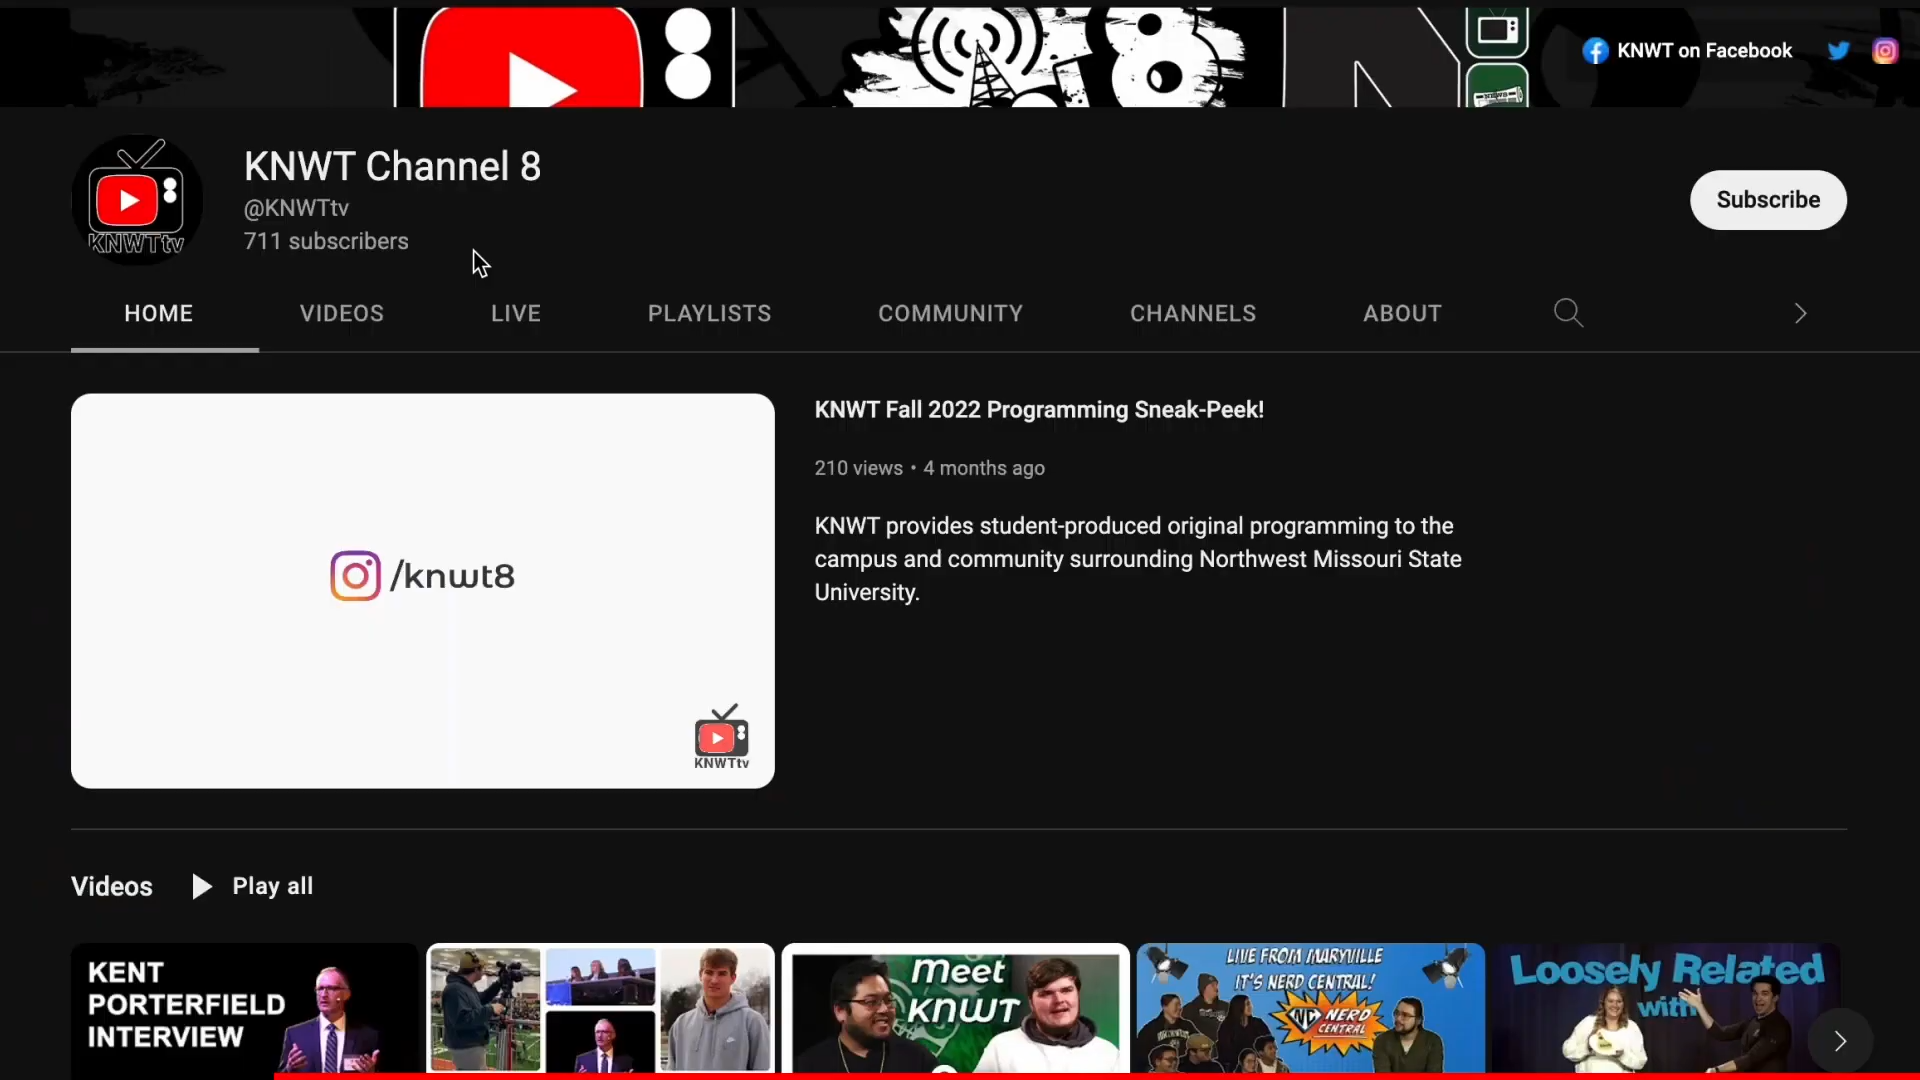 KNWT on Facebook
KNWT Channel 8
@KNWTtv
711 subscribers
KNWTtv
Subscribe
HOME
VIDEOS
LIVE
PLAYLISTS
COMMUNITY
CHANNELS
ABOUT
/knwt8
KNWTtv
KNWT Fall 2022 Programming Sneak-Peek!
210 views • 4 months ago
KNWT provides student-produced original programming to the
campus and community surrounding Northwest Missouri State
University.
Videos
Play all
KENT
PORTERFIELD
INTERVIEW
Meet
KNWT
LIVE FROM MARYVILLE
IT'S NERD CENTRAL!
NC NERD
CENTRAL
Loosely Related
with